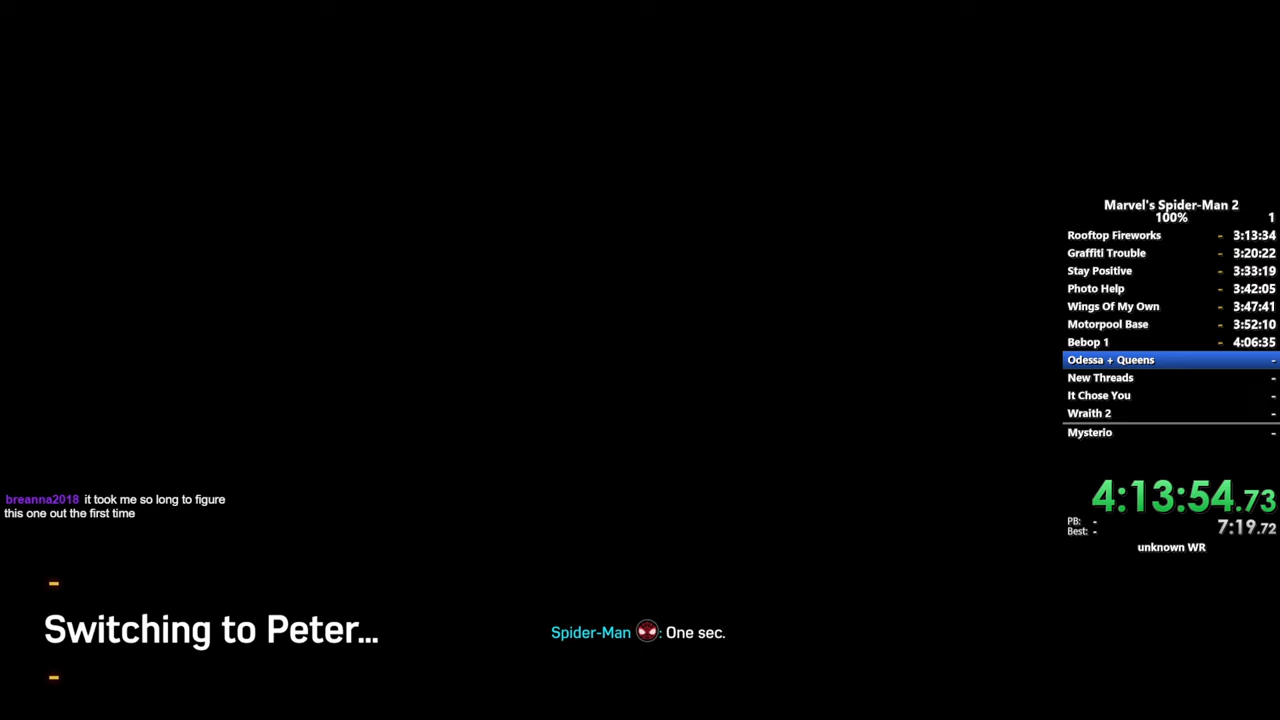 Marvel's Spider-Man 2
100% 1
Rooftop Fireworks - 3:13:34
Graffiti Trouble - 3:20:22
Stay Positive - 3:33:19
Photo Help - 3:42:05
Wings Of My Own - 3:47:41
Motorpool Base - 3:52:10
Bebop 1 - 4:06:35
Odessa + Queens -
New Threads -
It Chose You -
Wraith 2 -
Mysterio -
4:13:54.73
PB: - 7:19.72
Best: -
unknown WR
breanna2018 it took me so long to figure
this one out the first time
Switching to Peter...
Spider-Man : One sec.